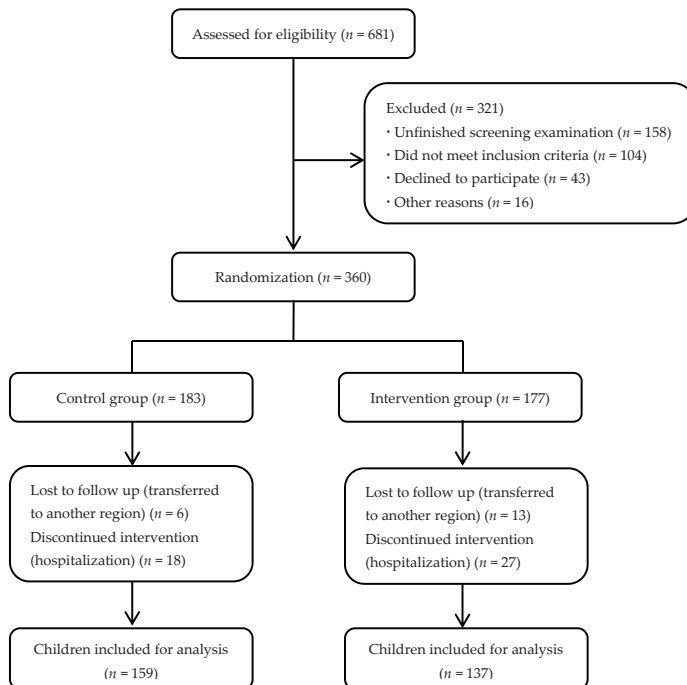 Assessed for eligibility (n = 681)
Excluded (n = 321)
· Unfinished screening examination (n = 158)
· Did not meet inclusion criteria (n = 104)
· Declined to participate (n = 43)
· Other reasons (n = 16)
Randomization (n = 360)
Control group (n = 183)
Intervention group (n = 177)
Lost to follow up (transferred
to another region) (n = 6)
Discontinued intervention
(hospitalization) (n = 18)
Lost to follow up (transferred
to another region) (n = 13)
Discontinued intervention
(hospitalization) (n = 27)
Children included for analysis
(n = 159)
Children included for analysis
(n = 137)